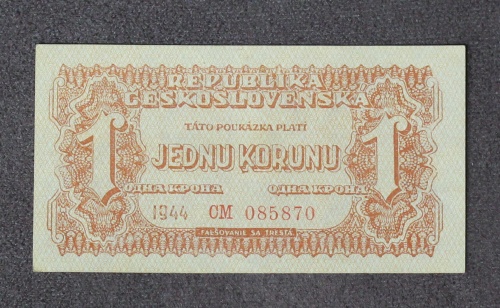 REPUBLIKA
ČESKOSLOVENSKÁ
TÁTO POUKÁZKA PLATÍ
1 JEDNU KORUNU 1
ОДНА КРОНА ОДНА КРОНА
1944 CM 085870
FALŠOVANIE SA TRESTÁ